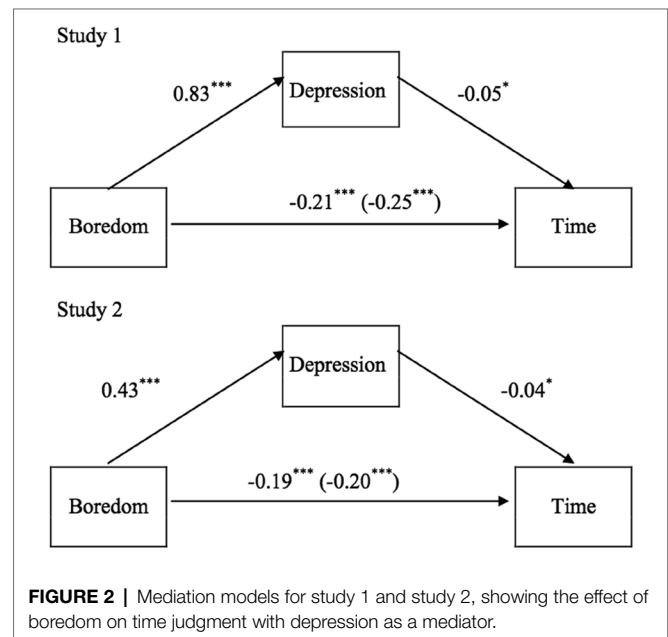 Study 1
Depression
0.83***
-0.05*
-0.21*** (-0.25***)
Boredom
Time
Study 2
Depression
0.43***
-0.04*
-0.19*** (-0.20***)
Boredom
Time
FIGURE 2 | Mediation models for study 1 and study 2, showing the effect of
boredom on time judgment with depression as a mediator.